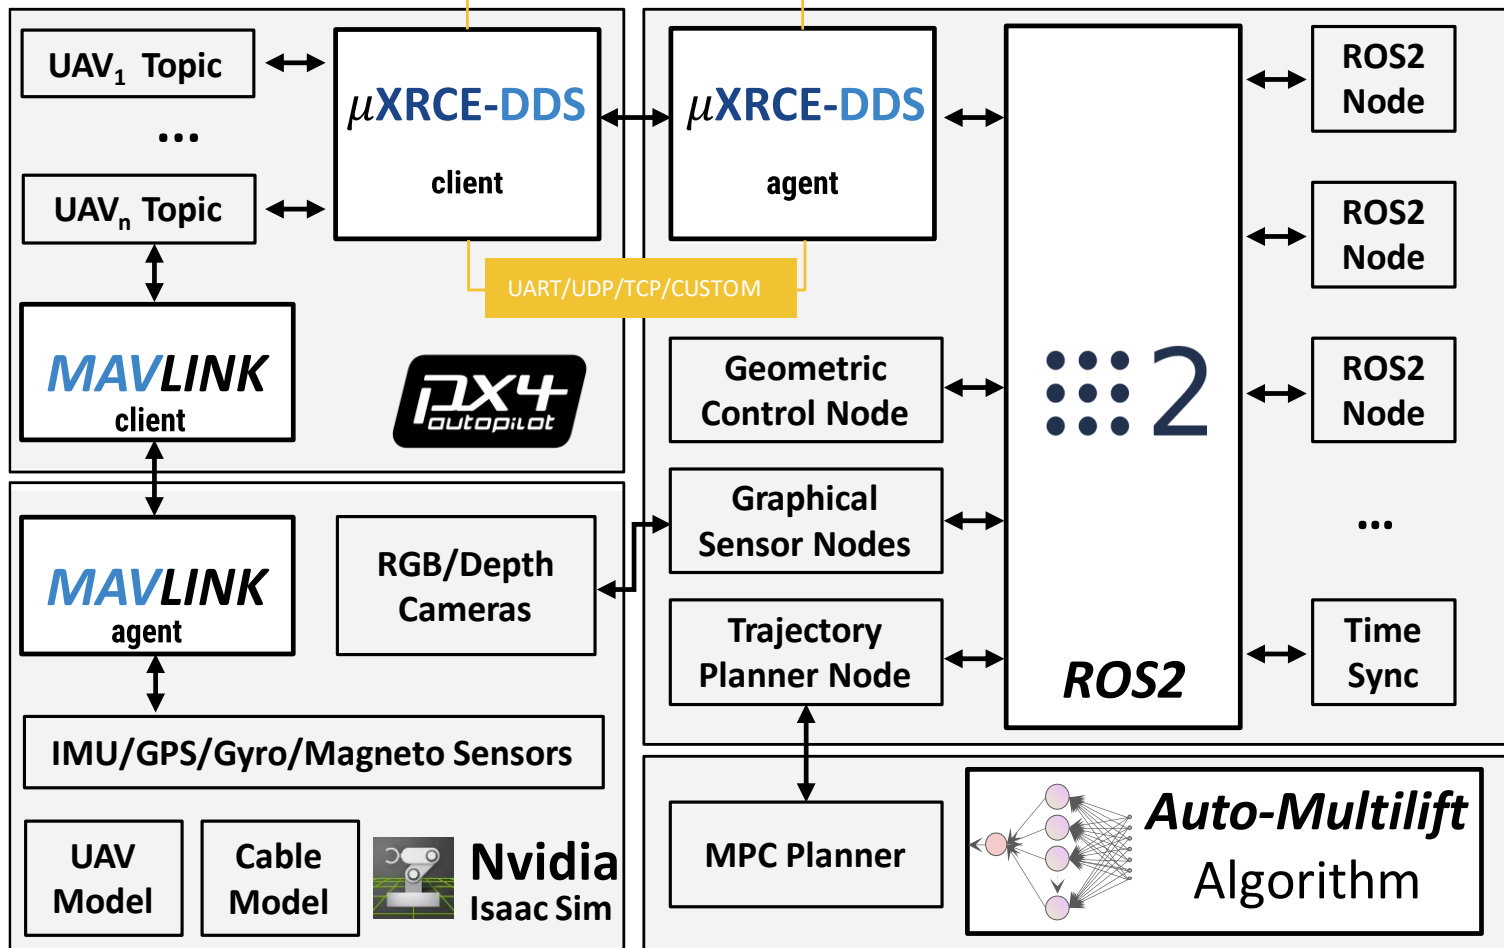 UAV1 Topic
...
UAVn Topic
μXRCE-DDS
client
μXRCE-DDS
agent
UART/UDP/TCP/CUSTOM
MAVLINK
client
px4
autopilot
MAVLINK
agent
RGB/Depth
Cameras
IMU/GPS/Gyro/Magneto Sensors
UAV
Model
Cable
Model
Nvidia
Isaac Sim
Geometric
Control Node
Graphical
Sensor Nodes
Trajectory
Planner Node
2
ROS2
ROS2
Node
ROS2
Node
ROS2
Node
...
Time
Sync
MPC Planner
Auto-Multilift
Algorithm